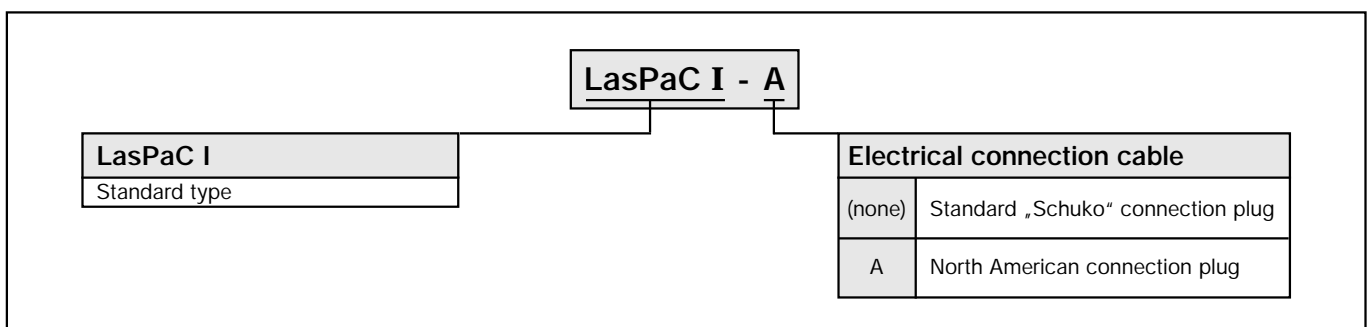 LasPaC I - A
LasPaC I
Standard type
Electrical connection cable
(none) Standard „Schuko“ connection plug
A North American connection plug